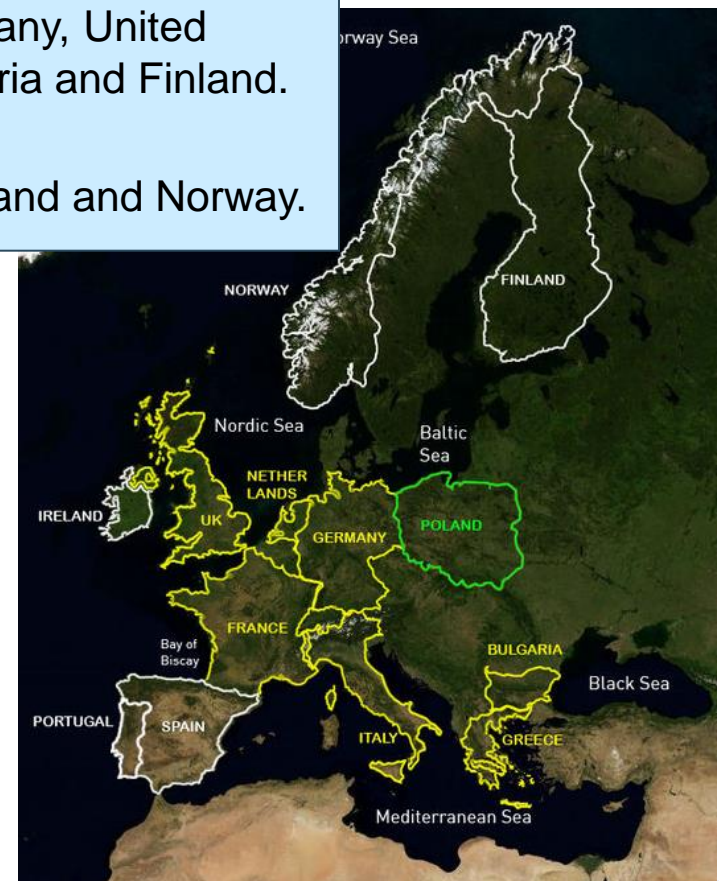 any, United
ria and Finland.
and and Norway.
orway Sea
NORWAY
FINLAND
Nordic Sea
Baltic
Sea
NETHER
LANDS
IRELAND
UK
GERMANY
POLAND
FRANCE
Bay of
Biscay
BULGARIA
Black Sea
PORTUGAL
SPAIN
ITALY
GREECE
Mediterranean Sea